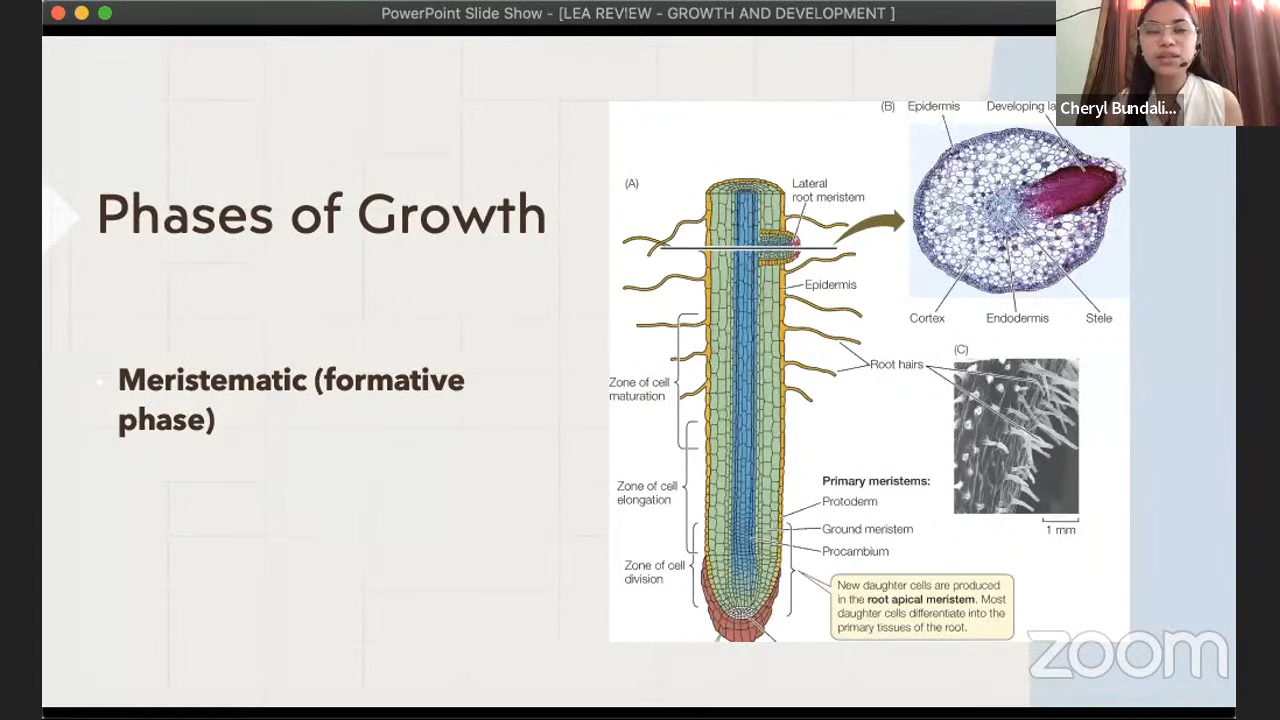 PowerPoint Slide Show - [LEA REVIEW - GROWTH AND DEVELOPMENT ]
Cheryl Bundali...
Phases of Growth
Meristematic (formative
phase)
(A)
Lateral
root meristem
Epidermis
Root hairs
Zone of cell
maturation
Zone of cell
elongation
Zone of cell
division
Primary meristems:
Protoderm
Ground meristem
Procambium
New daughter cells are produced
in the root apical meristem. Most
daughter cells differentiate into the
primary tissues of the root.
(B) Epidermis Developing
Cortex Endodermis Stele
(C)
1 mm
zoom